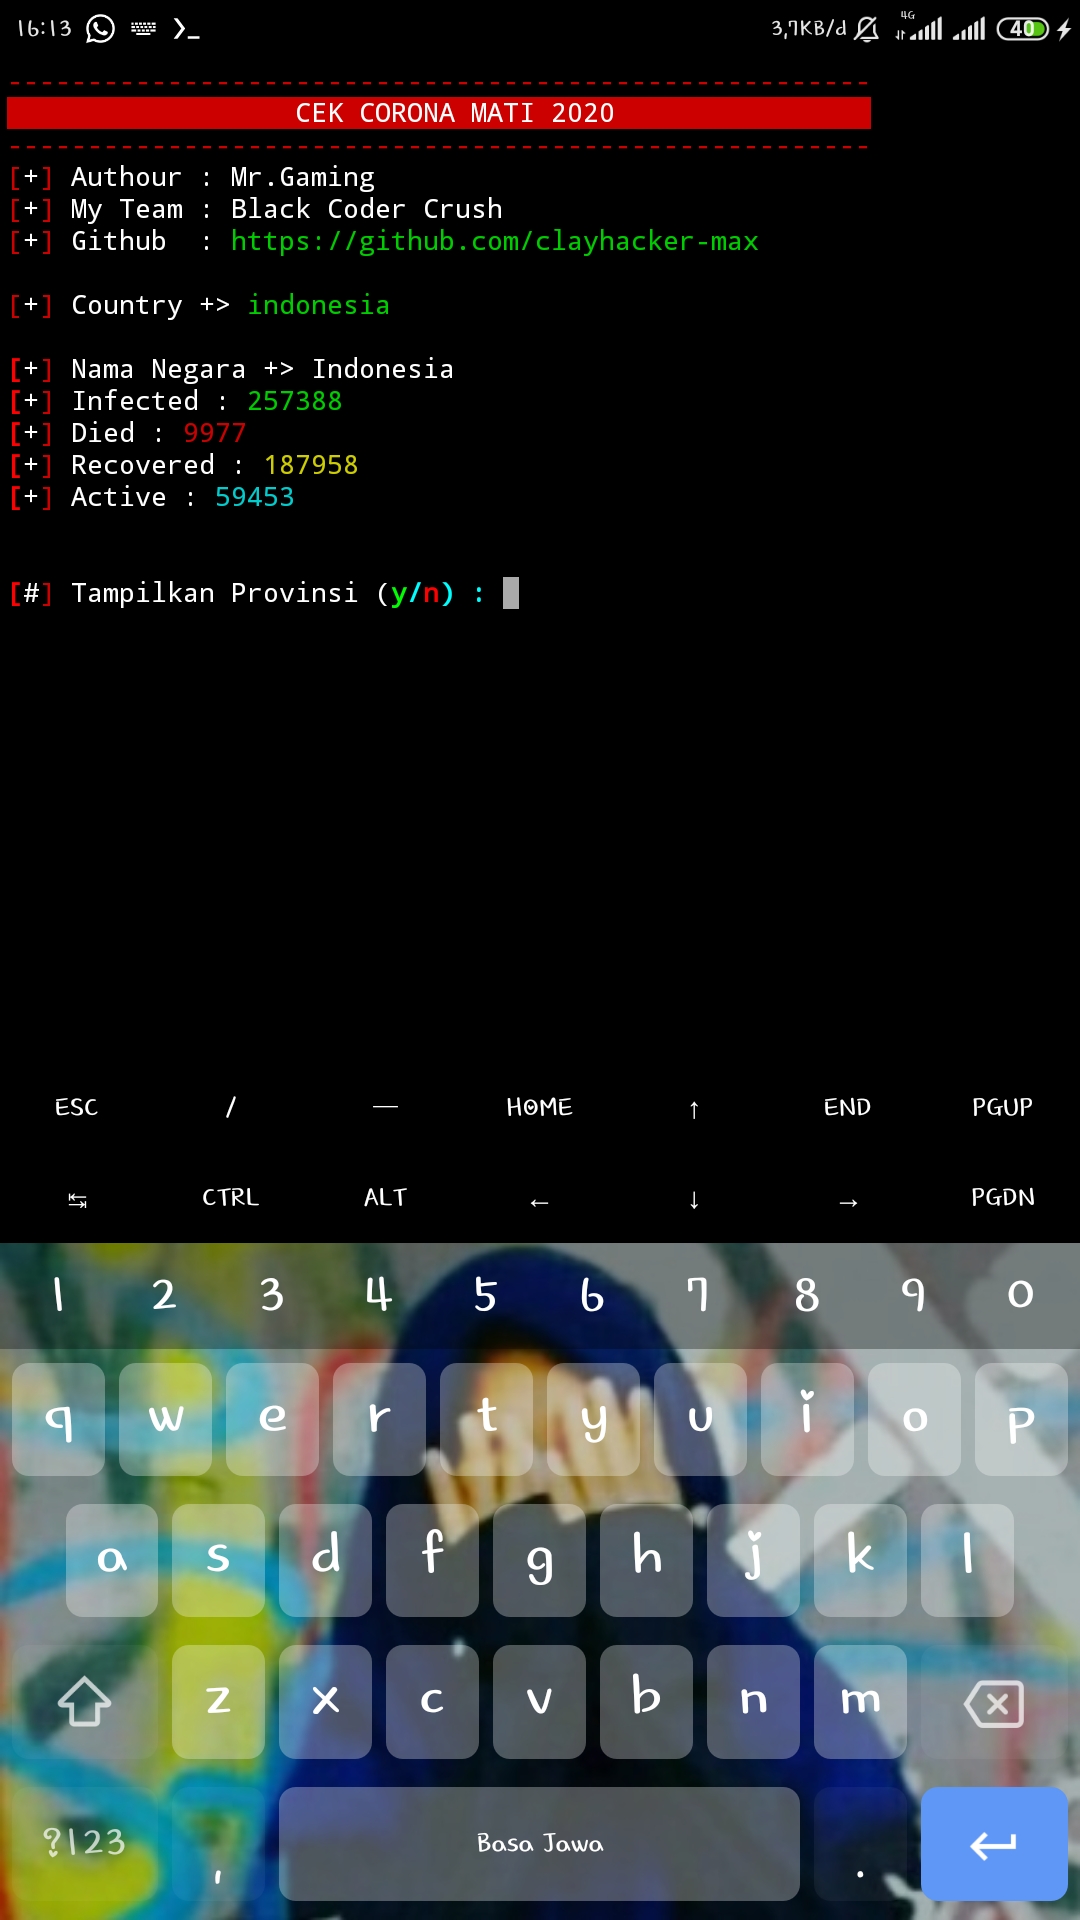 16:13 3,7KB/d 4G 40
------------------------------------------------------
CEK CORONA MATI 2020
------------------------------------------------------
[+] Authour : Mr.Gaming
[+] My Team : Black Coder Crush
[+] Github  : https://github.com/clayhacker-max
[+] Country +> indonesia
[+] Nama Negara +> Indonesia
[+] Infected : 257388
[+] Died : 9977
[+] Recovered : 187958
[+] Active : 59453
[#] Tampilkan Provinsi (y/n) :
ESC / — HOME ↑ END PGUP
↹ CTRL ALT ← ↓ → PGDN
1 2 3 4 5 6 7 8 9 0
q w e r t y u i o p
a s d f g h j k l
z x c v b n m
?123 , Basa Jawa .